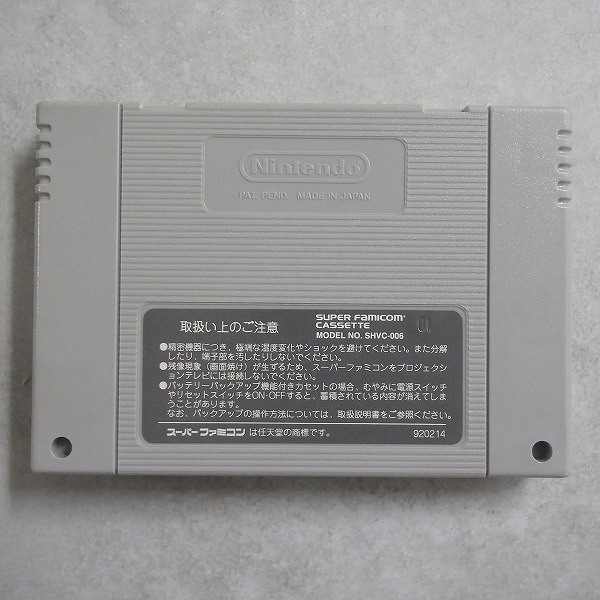 Nintendo
PAT. PEND. MADE IN JAPAN
取扱い上のご注意
SUPER FAMICOM
CASSETTE
MODEL NO. SHVC-006
01
●精密機器につき、極端な温度変化やショックを避けてください。また分解
したり、端子部を汚したりしないでください。
●残像現象（画面焼け）が生ずるため、スーパーファミコンをプロジェクシ
ョンテレビには接続しないでください。
●バッテリーバックアップ機能付きカセットの場合、むやみに電源スイッチ
やリセットスイッチをON・OFFすると、蓄積されている内容が消えてしま
うことがあります。
なお、バックアップの操作方法については、取扱説明書をご参照ください。
スーパーファミコン は任天堂の商標です。
920214